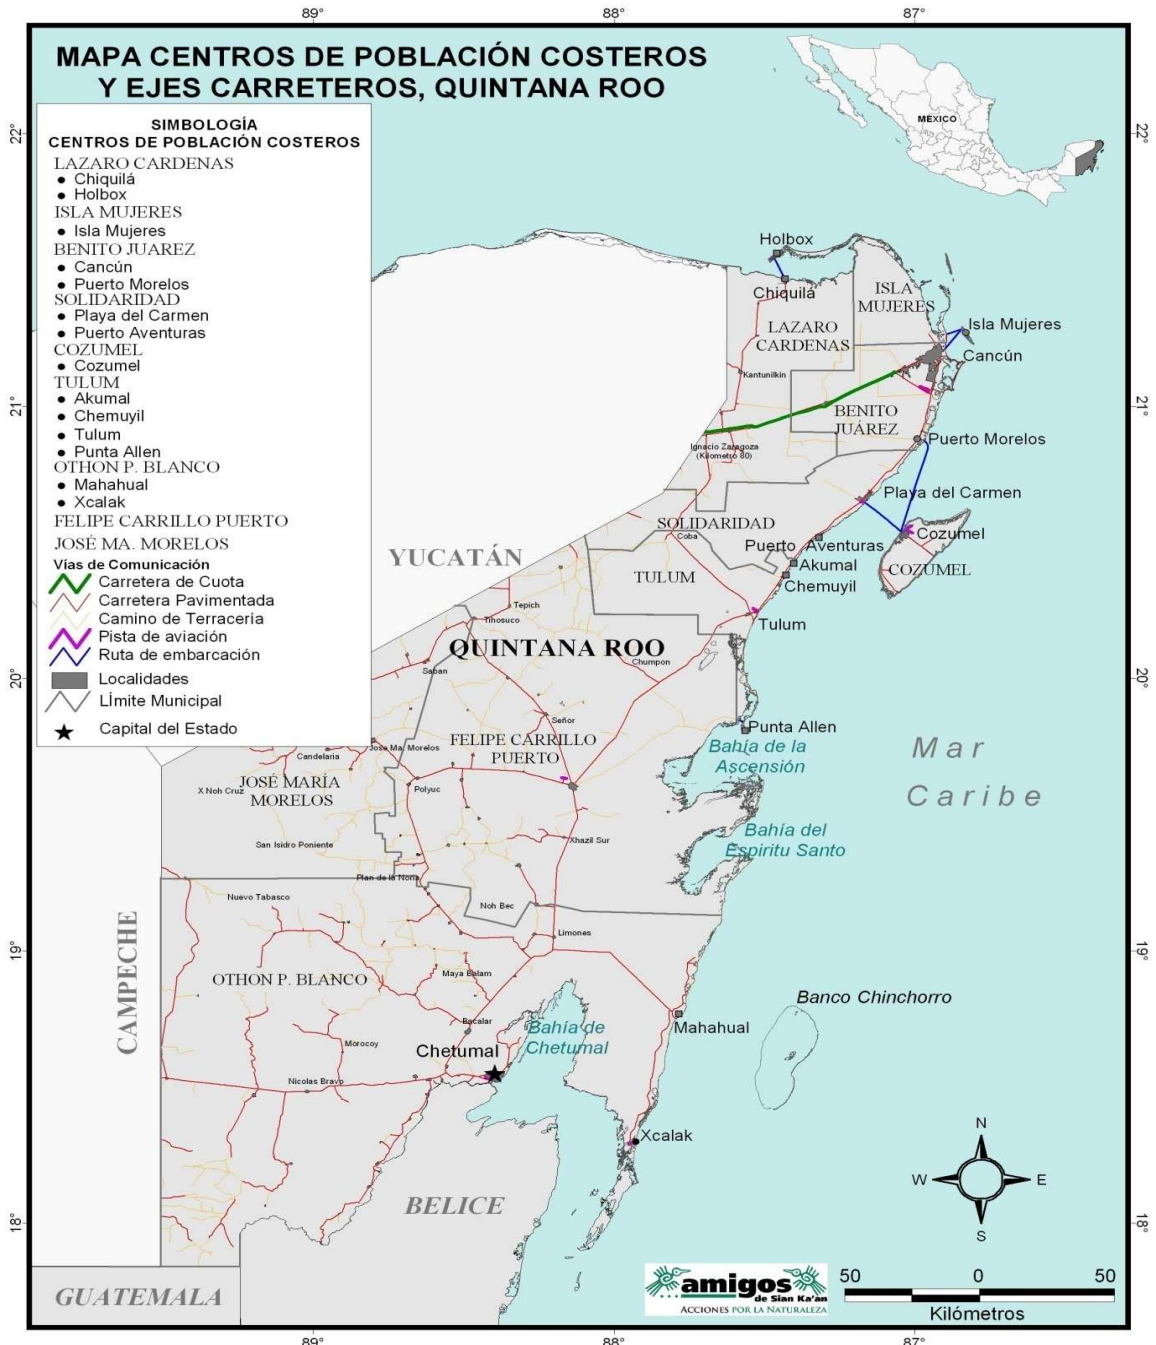 89°
88°
87°
MAPA CENTROS DE POBLACIÓN COSTEROS
Y EJES CARRETEROS, QUINTANA ROO
SIMBOLOGÍA
CENTROS DE POBLACIÓN COSTEROS
LAZARO CARDENAS
Chiquilá
Holbox
ISLA MUJERES
Isla Mujeres
BENITO JUAREZ
Cancún
Puerto Morelos
SOLIDARIDAD
Playa del Carmen
Puerto Aventuras
COZUMEL
Cozumel
TULUM
Akumal
Chemuyil
Tulum
Punta Allen
OTHON P. BLANCO
Mahahual
Xcalak
FELIPE CARRILLO PUERTO
JOSÉ MA. MORELOS
Vías de Comunicación
Carretera de Cuota
Carretera Pavimentada
Camino de Terracería
Pista de aviación
Ruta de embarcación
Localidades
LÍmite Municipal
Capital del Estado
MÉXICO
22°
22°
Holbox
Chiquilá
ISLA
MUJERES
LAZARO
CARDENAS
Isla Mujeres
Cancún
Kantunilkin
21°
21°
BENITO
JUÁREZ
Ignacio Zaragoza
(Kilometro 80)
Puerto Morelos
Playa del Carmen
SOLIDARIDAD
Coba
Cozumel
COZUMEL
Puerto Aventuras
Akumal
Chemuyil
YUCATÁN
TULUM
Tepich
Tihosuco
Tulum
QUINTANA ROO
Chumpon
Saban
20°
20°
Señor
Punta Allen
FELIPE CARRILLO
PUERTO
Jose Ma. Morelos
Candelaria
Bahía de la
Ascensión
Mar
Caribe
JOSÉ MARÍA
MORELOS
X Noh Cruz
Polyuc
San Isidro Poniente
Xhazil Sur
Bahía del
Espiritu Santo
Plan de la Noria
Nuevo Tabasco
Noh Bec
Limones
19°
19°
CAMPECHE
OTHON P. BLANCO
Maya Balam
Banco Chinchorro
Bacalar
Bahía de
Chetumal
Mahahual
Morocoy
Chetumal
Nicolas Bravo
Xcalak
N
W
E
S
BELICE
18°
18°
GUATEMALA
amigos
de Sian Ka'an
ACCIONES POR LA NATURALEZA
50 0 50
Kilómetros
89°
88°
87°